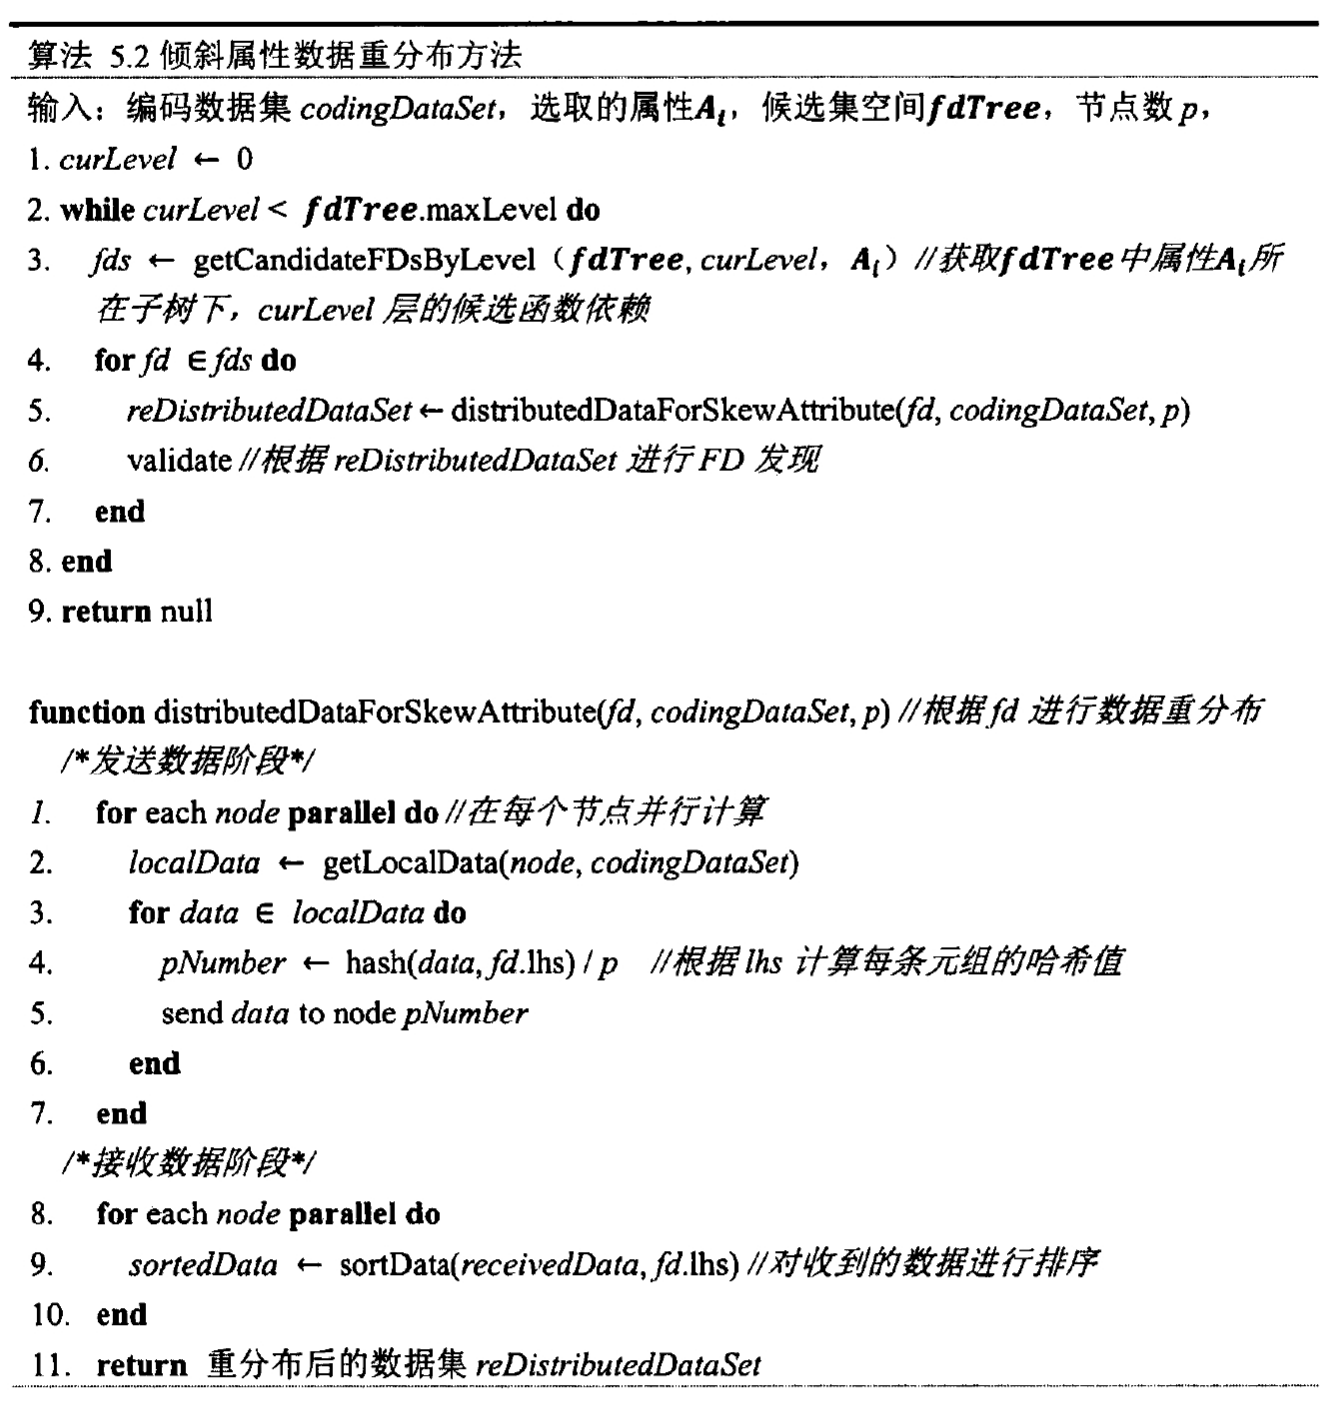 算法 5.2 倾斜属性数据重分布方法
输入：编码数据集 codingDataSet，选取的属性Aᵢ，候选集空间fdTree，节点数 p，
1. curLevel ← 0
2. while curLevel < fdTree.maxLevel do
3. fds ← getCandidateFDsByLevel（fdTree, curLevel，Aᵢ）//获取fdTree中属性Aᵢ所
在子树下，curLevel 层的候选函数依赖
4. for fd ∈ fds do
5. reDistributedDataSet ← distributedDataForSkewAttribute(fd, codingDataSet, p)
6. validate //根据 reDistributedDataSet 进行 FD 发现
7. end
8. end
9. return null
function distributedDataForSkewAttribute(fd, codingDataSet, p) //根据 fd 进行数据重分布
/*发送数据阶段*/
1. for each node parallel do //在每个节点并行计算
2. localData ← getLocalData(node, codingDataSet)
3. for data ∈ localData do
4. pNumber ← hash(data, fd.lhs) / p //根据 lhs 计算每条元组的哈希值
5. send data to node pNumber
6. end
7. end
/*接收数据阶段*/
8. for each node parallel do
9. sortedData ← sortData(receivedData, fd.lhs) //对收到的数据进行排序
10. end
11. return 重分布后的数据集 reDistributedDataSet